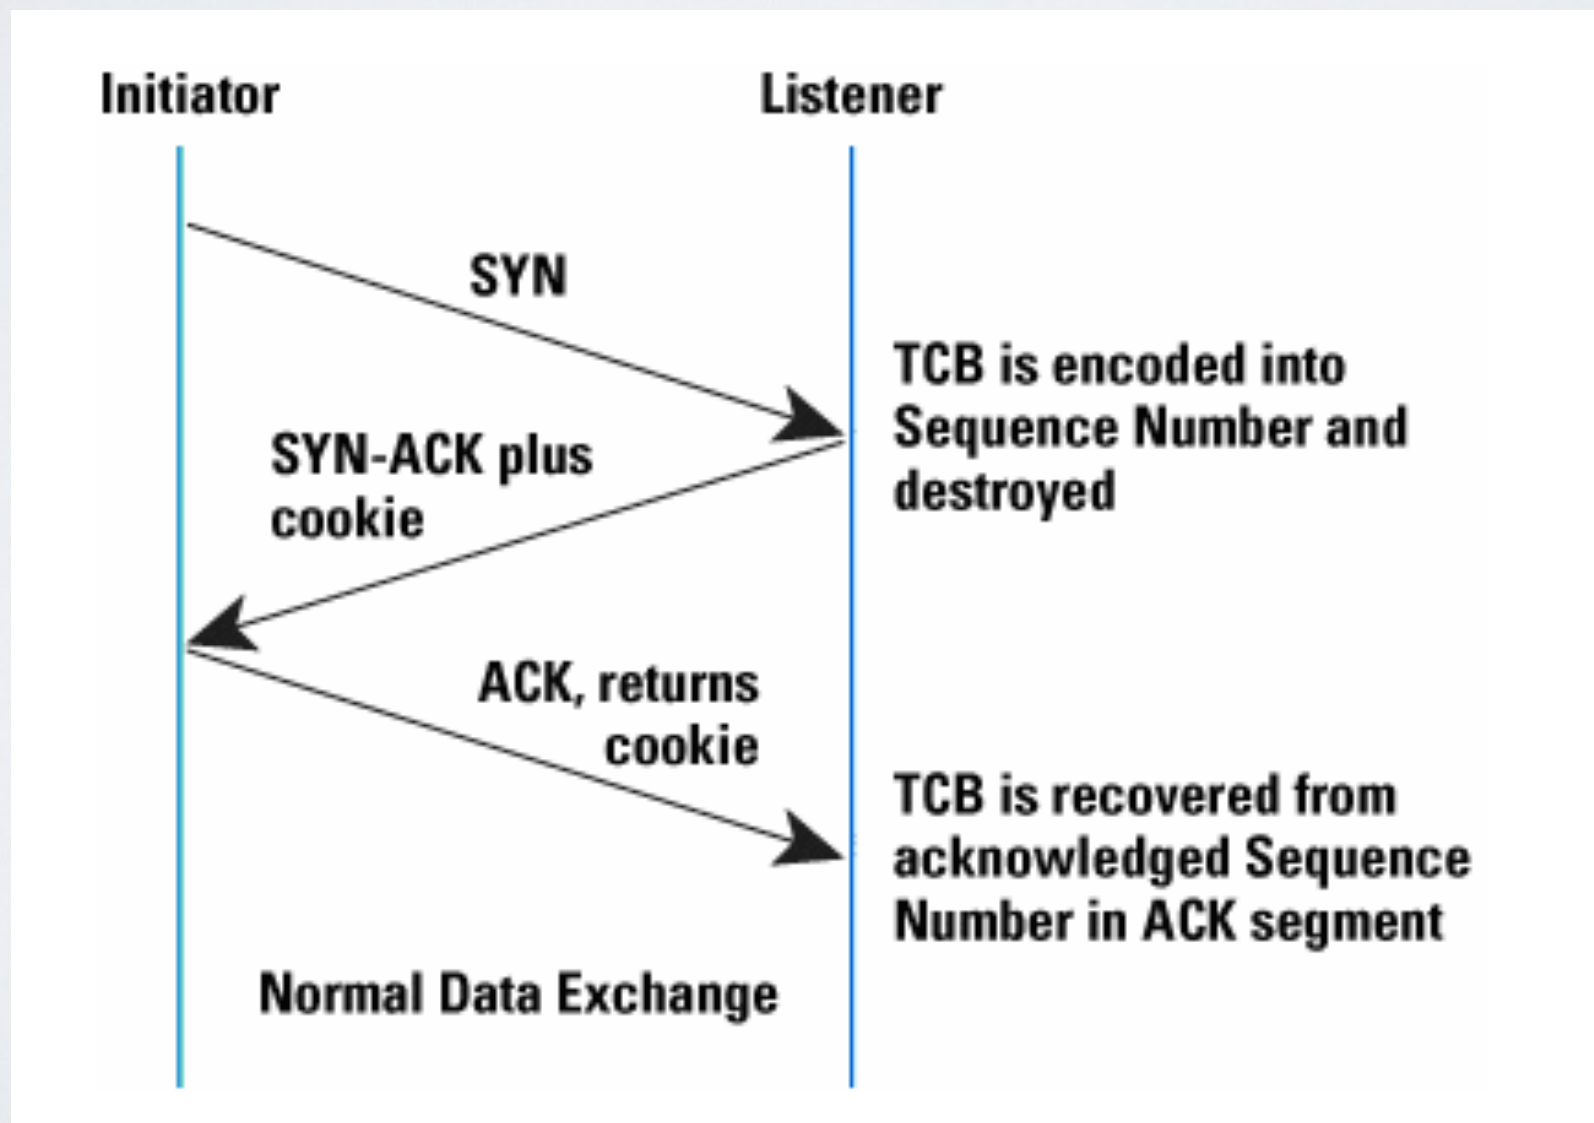 Initiator
Listener
SYN
TCB is encoded into
Sequence Number and
destroyed
SYN-ACK plus
cookie
ACK, returns
cookie
TCB is recovered from
acknowledged Sequence
Number in ACK segment
Normal Data Exchange